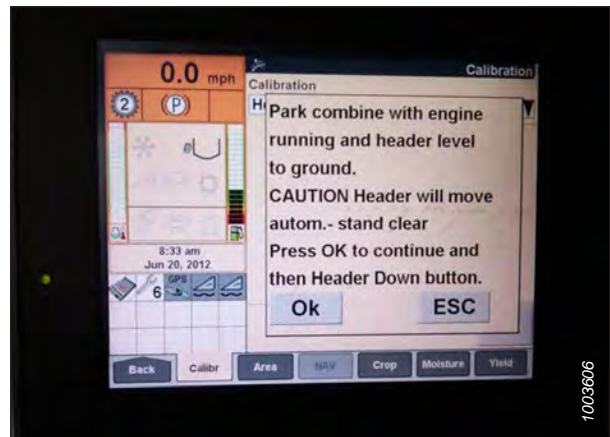 0.0 mph
Calibration
Calibration
2
P
He
Park combine with engine
running and header level
to ground.
CAUTION Header will move
autom.- stand clear
Press OK to continue and
then Header Down button.
Ok
ESC
8:33 am
Jun 20, 2012
6
GPS
Back
Calibr
Area
NAV
Crop
Moisture
Yield
1003606